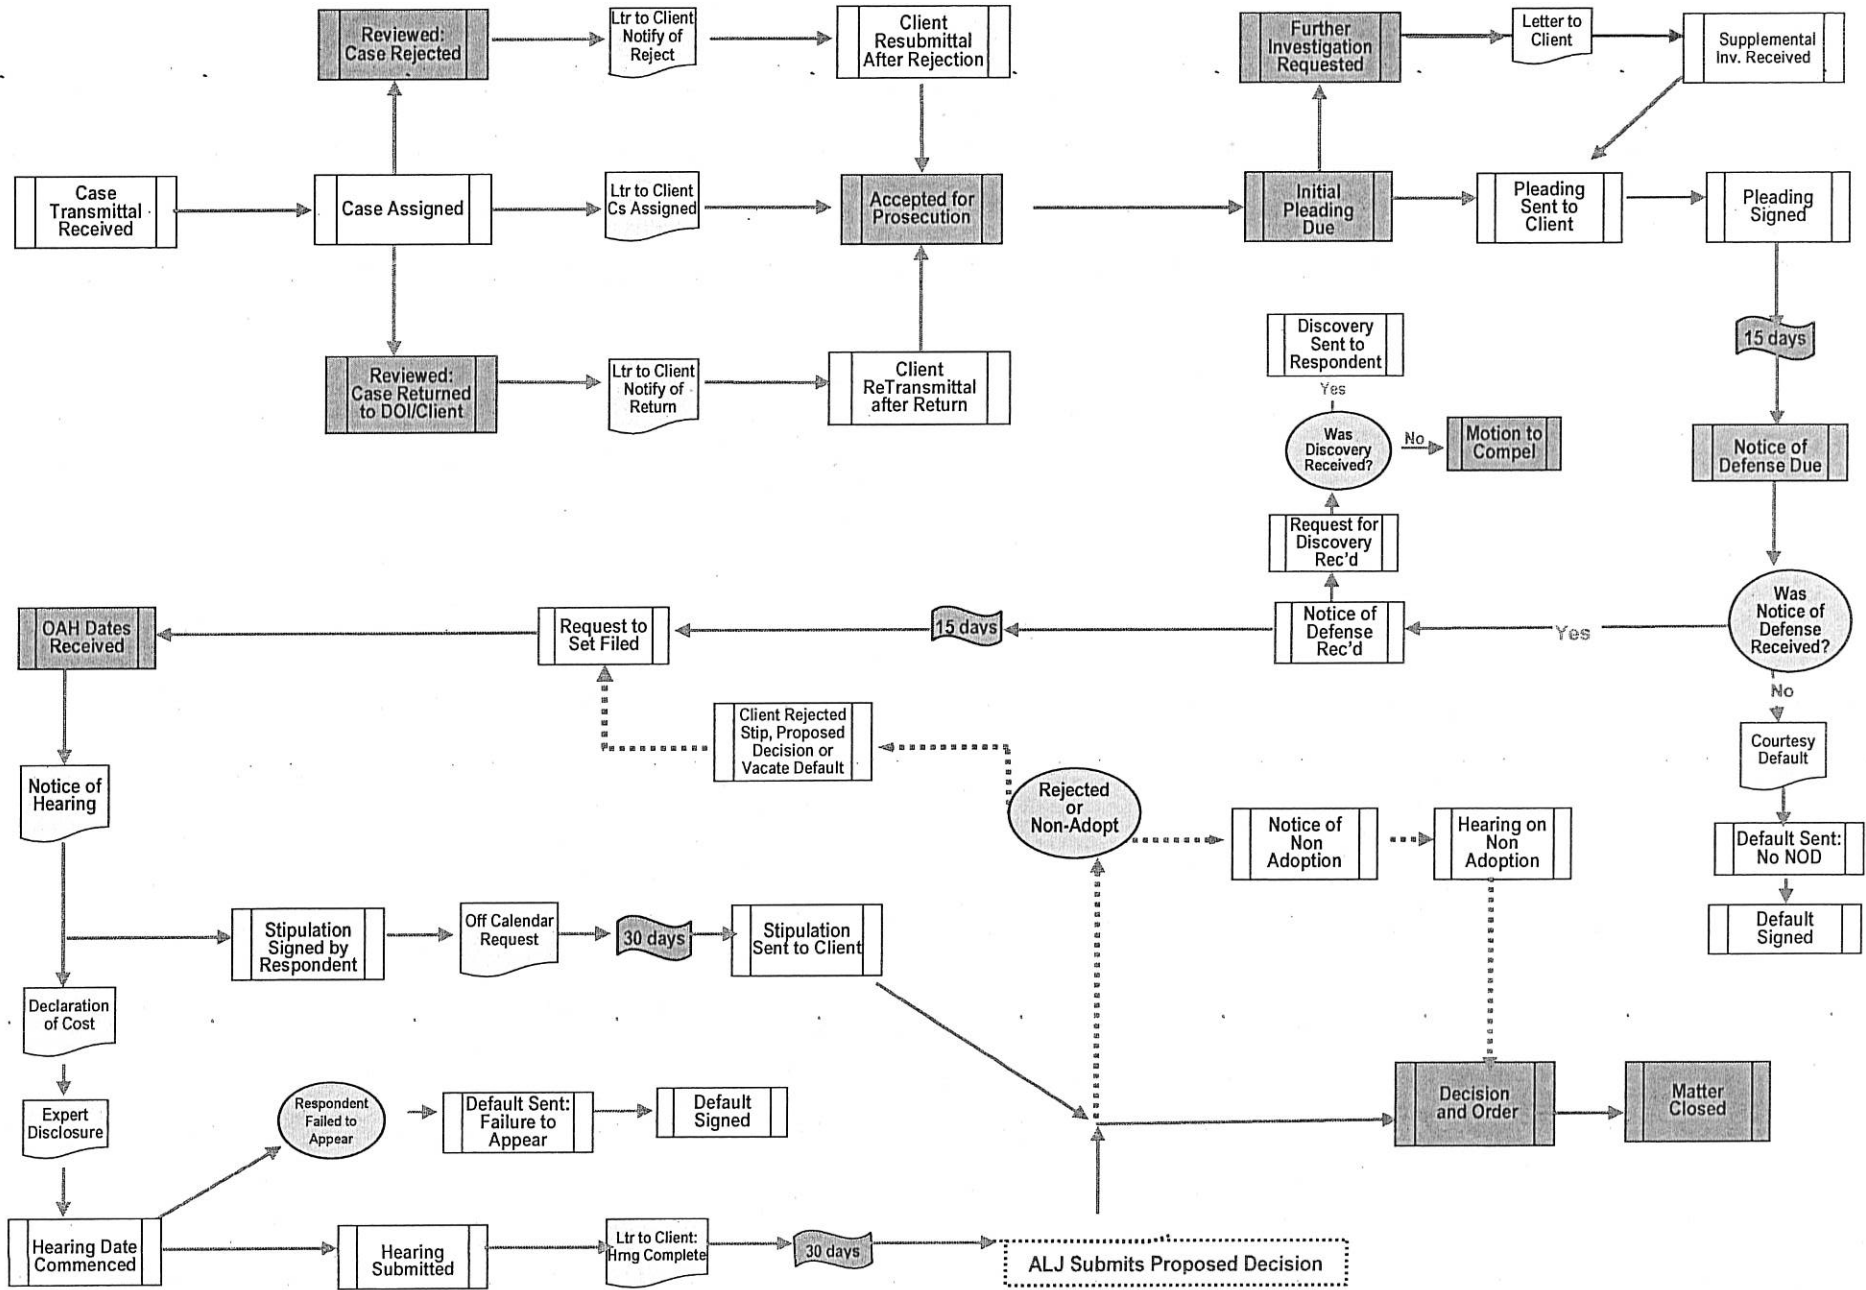 Reviewed:
Case Rejected
Ltr to Client
Notify of
Reject
Client
Resubmittal
After Rejection
Further
Investigation
Requested
Letter to
Client
Supplemental
Inv. Received
Case
Transmittal
Received
Case Assigned
Ltr to Client
Cs Assigned
Accepted for
Prosecution
Initial
Pleading
Due
Pleading
Sent to
Client
Pleading
Signed
Reviewed:
Case Returned
to DOI/Client
Ltr to Client
Notify of
Return
Client
ReTransmittal
after Return
Discovery
Sent to
Respondent
Yes
15 days
Was
Discovery
Received?
No
Motion to
Compel
Notice of
Defense Due
Request for
Discovery
Rec'd
OAH Dates
Received
Request to
Set Filed
15 days
Notice of
Defense
Rec'd
Yes
Was
Notice of
Defense
Received?
No
Client Rejected
Stip, Proposed
Decision or
Vacate Default
Courtesy
Default
Notice of
Hearing
Rejected
or
Non-Adopt
Notice of
Non
Adoption
Hearing on
Non
Adoption
Default Sent:
No NOD
Default
Signed
Stipulation
Signed by
Respondent
Off Calendar
Request
30 days
Stipulation
Sent to Client
Declaration
of Cost
Expert
Disclosure
Respondent
Failed to
Appear
Default Sent:
Failure to
Appear
Default
Signed
Decision
and Order
Matter
Closed
Hearing Date
Commenced
Hearing
Submitted
Ltr to Client:
Hrng Complete
30 days
ALJ Submits Proposed Decision